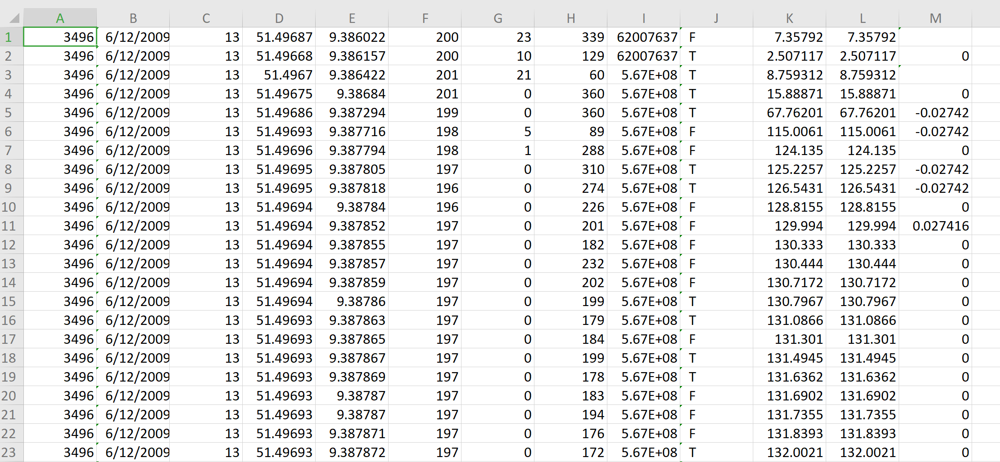 A B C D E F G H I J K L M
1 3496 6/12/2009 13 51.49687 9.386022 200 23 339 62007637 F 7.35792 7.35792
2 3496 6/12/2009 13 51.49668 9.386157 200 10 129 62007637 T 2.507117 2.507117 0
3 3496 6/12/2009 13 51.4967 9.386422 201 21 60 5.67E+08 T 8.759312 8.759312
4 3496 6/12/2009 13 51.49675 9.38684 201 0 360 5.67E+08 T 15.88871 15.88871 0
5 3496 6/12/2009 13 51.49686 9.387294 199 0 360 5.67E+08 T 67.76201 67.76201 -0.02742
6 3496 6/12/2009 13 51.49693 9.387716 198 5 89 5.67E+08 F 115.0061 115.0061 -0.02742
7 3496 6/12/2009 13 51.49696 9.387794 198 1 288 5.67E+08 F 124.135 124.135 0
8 3496 6/12/2009 13 51.49695 9.387805 197 0 310 5.67E+08 T 125.2257 125.2257 -0.02742
9 3496 6/12/2009 13 51.49695 9.387818 196 0 274 5.67E+08 T 126.5431 126.5431 -0.02742
10 3496 6/12/2009 13 51.49694 9.38784 196 0 226 5.67E+08 F 128.8155 128.8155 0
11 3496 6/12/2009 13 51.49694 9.387852 197 0 201 5.67E+08 F 129.994 129.994 0.027416
12 3496 6/12/2009 13 51.49694 9.387855 197 0 182 5.67E+08 F 130.333 130.333 0
13 3496 6/12/2009 13 51.49694 9.387857 197 0 232 5.67E+08 F 130.444 130.444 0
14 3496 6/12/2009 13 51.49694 9.387859 197 0 202 5.67E+08 F 130.7172 130.7172 0
15 3496 6/12/2009 13 51.49694 9.38786 197 0 199 5.67E+08 T 130.7967 130.7967 0
16 3496 6/12/2009 13 51.49693 9.387863 197 0 179 5.67E+08 T 131.0866 131.0866 0
17 3496 6/12/2009 13 51.49693 9.387865 197 0 184 5.67E+08 F 131.301 131.301 0
18 3496 6/12/2009 13 51.49693 9.387867 197 0 199 5.67E+08 T 131.4945 131.4945 0
19 3496 6/12/2009 13 51.49693 9.387869 197 0 178 5.67E+08 T 131.6362 131.6362 0
20 3496 6/12/2009 13 51.49693 9.38787 197 0 183 5.67E+08 F 131.6902 131.6902 0
21 3496 6/12/2009 13 51.49693 9.38787 197 0 194 5.67E+08 F 131.7355 131.7355 0
22 3496 6/12/2009 13 51.49693 9.387871 197 0 176 5.67E+08 F 131.8393 131.8393 0
23 3496 6/12/2009 13 51.49693 9.387872 197 0 172 5.67E+08 T 132.0021 132.0021 0